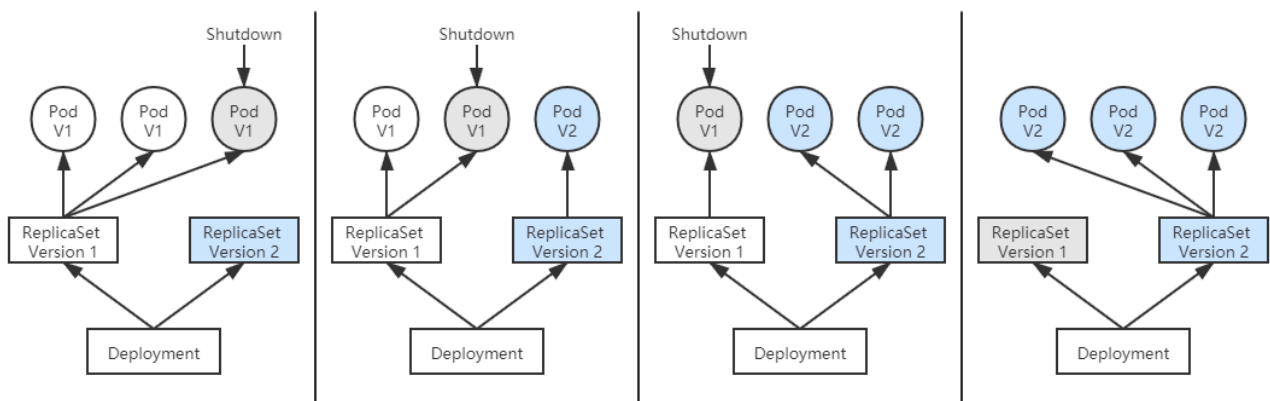 Shutdown
Pod
V1
Pod
V1
Pod
V1
ReplicaSet
Version 1
ReplicaSet
Version 2
Deployment
Shutdown
Pod
V1
Pod
V1
Pod
V2
ReplicaSet
Version 1
ReplicaSet
Version 2
Deployment
Shutdown
Pod
V1
Pod
V2
Pod
V2
ReplicaSet
Version 1
ReplicaSet
Version 2
Deployment
Pod
V2
Pod
V2
Pod
V2
ReplicaSet
Version 1
ReplicaSet
Version 2
Deployment